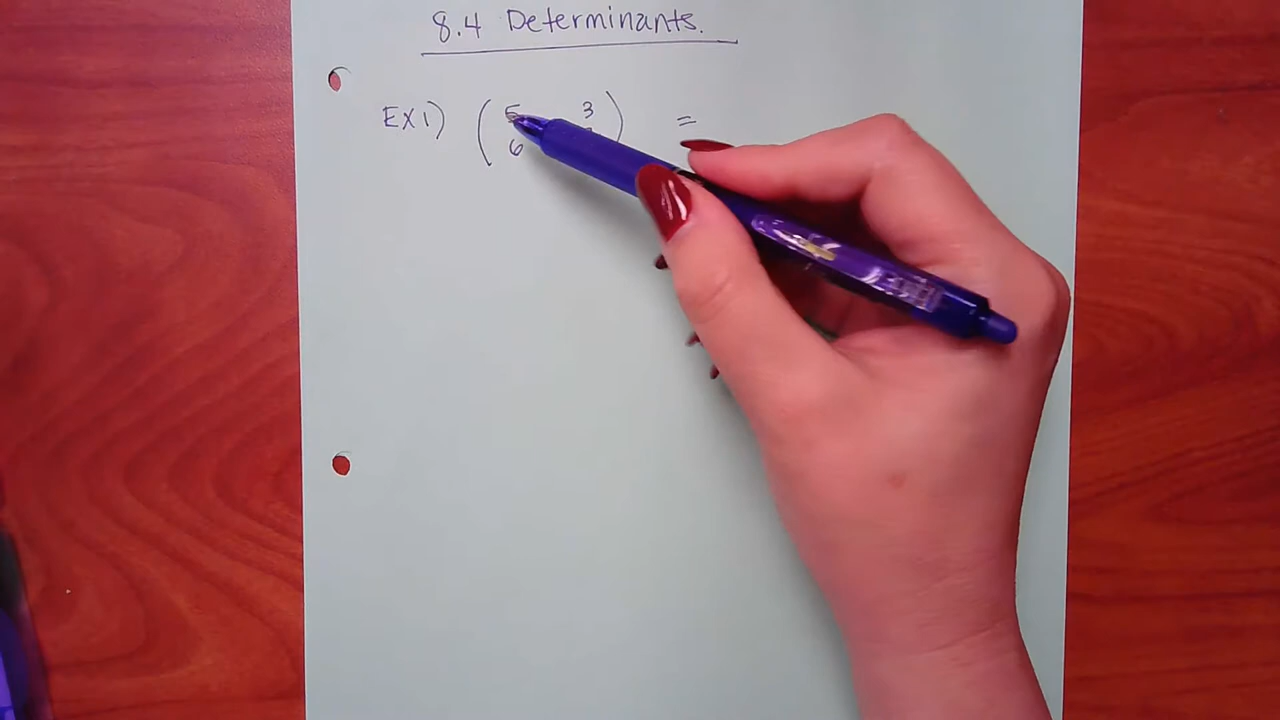 8.4 Determinants.
EX1) ( 5 3 ) =
6